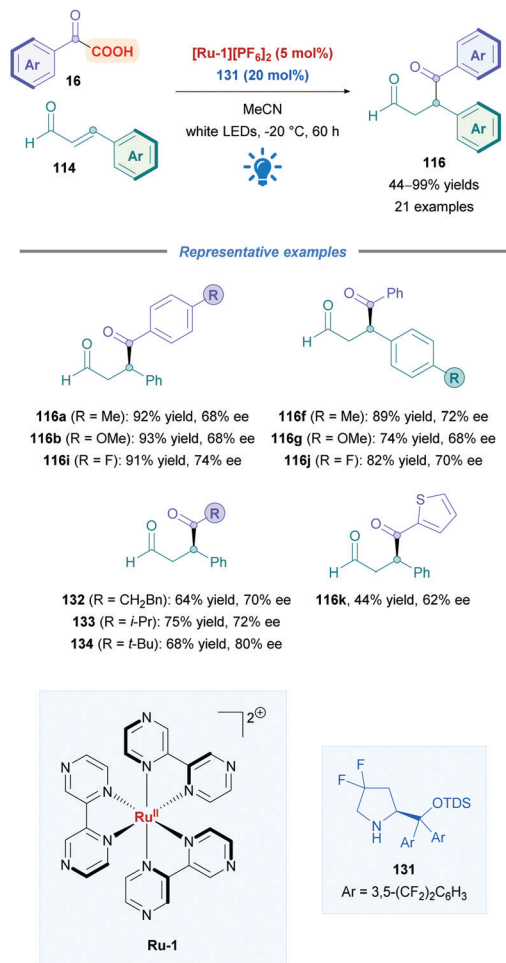 O
Ar
COOH
16
O
H
Ar
114
[Ru-1][PF6]2 (5 mol%)
131 (20 mol%)
MeCN
white LEDs, -20 °C, 60 h
O
Ar
O
H
Ar
116
44–99% yields
21 examples
Representative examples
R
O
O
H
Ph
116a (R = Me): 92% yield, 68% ee
116b (R = OMe): 93% yield, 68% ee
116i (R = F): 91% yield, 74% ee
O
Ph
O
H
R
116f (R = Me): 89% yield, 72% ee
116g (R = OMe): 74% yield, 68% ee
116j (R = F): 82% yield, 70% ee
O
R
O
H
Ph
132 (R = CH2Bn): 64% yield, 70% ee
133 (R = i-Pr): 75% yield, 72% ee
134 (R = t-Bu): 68% yield, 80% ee
S
O
O
H
Ph
116k, 44% yield, 62% ee
2⊕
N
N
N
N
N
N
RuII
N
N
N
N
N
N
Ru-1
F
F
OTDS
NH
Ar
Ar
131
Ar = 3,5-(CF2)2C6H3